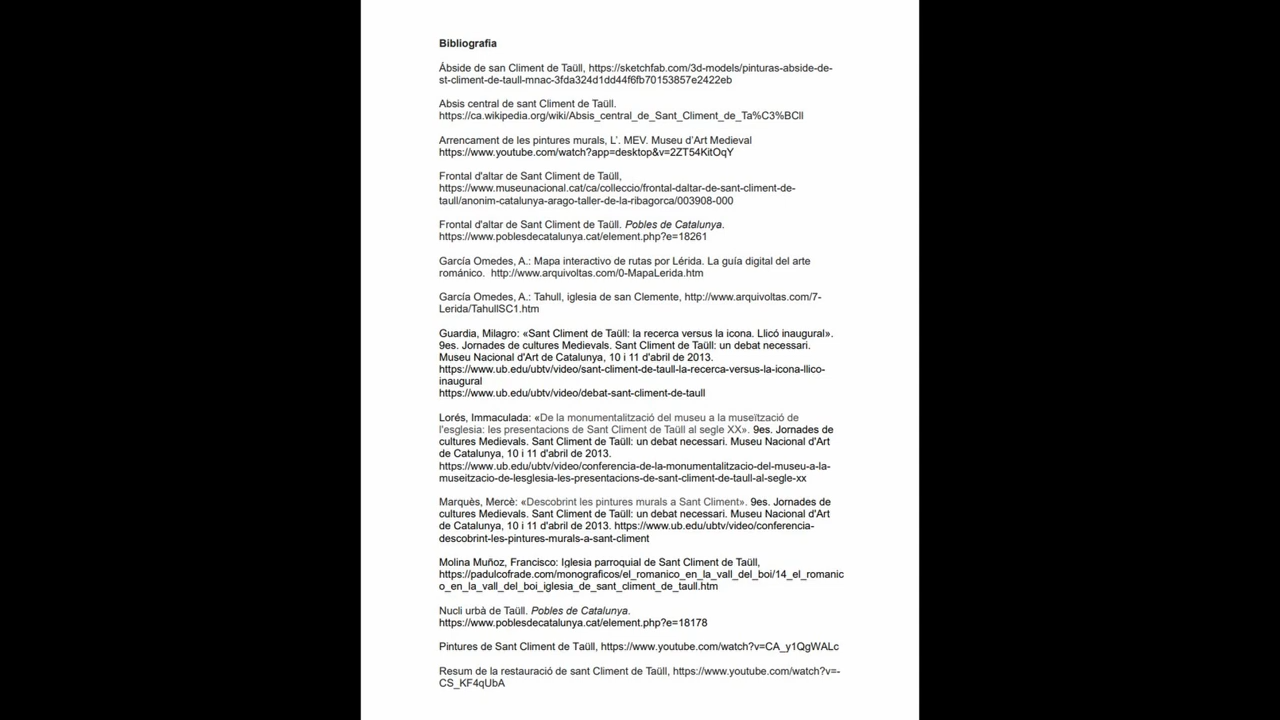 Bibliografia
Ábside de san Climent de Taüll, https://sketchfab.com/3d-models/pinturas-abside-de-
st-climent-de-taull-mnac-3fda324d1dd44f6fb70153857e2422eb
Absis central de sant Climent de Taüll.
https://ca.wikipedia.org/wiki/Absis_central_de_Sant_Climent_de_Ta%C3%BCll
Arrencament de les pintures murals, L'. MEV. Museu d'Art Medieval
https://www.youtube.com/watch?app=desktop&v=2ZT54KitOqY
Frontal d'altar de Sant Climent de Taüll,
https://www.museunacional.cat/ca/colleccio/frontal-daltar-de-sant-climent-de-
taull/anonim-catalunya-arago-taller-de-la-ribagorca/003908-000
Frontal d'altar de Sant Climent de Taüll. Pobles de Catalunya.
https://www.poblesdecatalunya.cat/element.php?e=18261
García Omedes, A.: Mapa interactivo de rutas por Lérida. La guía digital del arte
románico.  http://www.arquivoltas.com/0-MapaLerida.htm
García Omedes, A.: Tahull, iglesia de san Clemente, http://www.arquivoltas.com/7-
Lerida/TahullSC1.htm
Guardia, Milagro: «Sant Climent de Taüll: la recerca versus la icona. Llicó inaugural».
9es. Jornades de cultures Medievals. Sant Climent de Taüll: un debat necessari.
Museu Nacional d'Art de Catalunya, 10 i 11 d'abril de 2013.
https://www.ub.edu/ubtv/video/sant-climent-de-taull-la-recerca-versus-la-icona-llico-
inaugural
https://www.ub.edu/ubtv/video/debat-sant-climent-de-taull
Lorés, Immaculada: «De la monumentalització del museu a la museïtzació de
l'esglesia: les presentacions de Sant Climent de Taüll al segle XX». 9es. Jornades de
cultures Medievals. Sant Climent de Taüll: un debat necessari. Museu Nacional d'Art
de Catalunya, 10 i 11 d'abril de 2013.
https://www.ub.edu/ubtv/video/conferencia-de-la-monumentalitzacio-del-museu-a-la-
museitzacio-de-lesglesia-les-presentacions-de-sant-climent-de-taull-al-segle-xx
Marquès, Mercè: «Descobrint les pintures murals a Sant Climent». 9es. Jornades de
cultures Medievals. Sant Climent de Taüll: un debat necessari. Museu Nacional d'Art
de Catalunya, 10 i 11 d'abril de 2013. https://www.ub.edu/ubtv/video/conferencia-
descobrint-les-pintures-murals-a-sant-climent
Molina Muñoz, Francisco: Iglesia parroquial de Sant Climent de Taüll,
https://padulcofrade.com/monograficos/el_romanico_en_la_vall_del_boi/14_el_romanic
o_en_la_vall_del_boi_iglesia_de_sant_climent_de_taull.htm
Nucli urbà de Taüll. Pobles de Catalunya.
https://www.poblesdecatalunya.cat/element.php?e=18178
Pintures de Sant Climent de Taüll, https://www.youtube.com/watch?v=CA_y1QgWALc
Resum de la restauració de sant Climent de Taüll, https://www.youtube.com/watch?v=-
CS_KF4qUbA